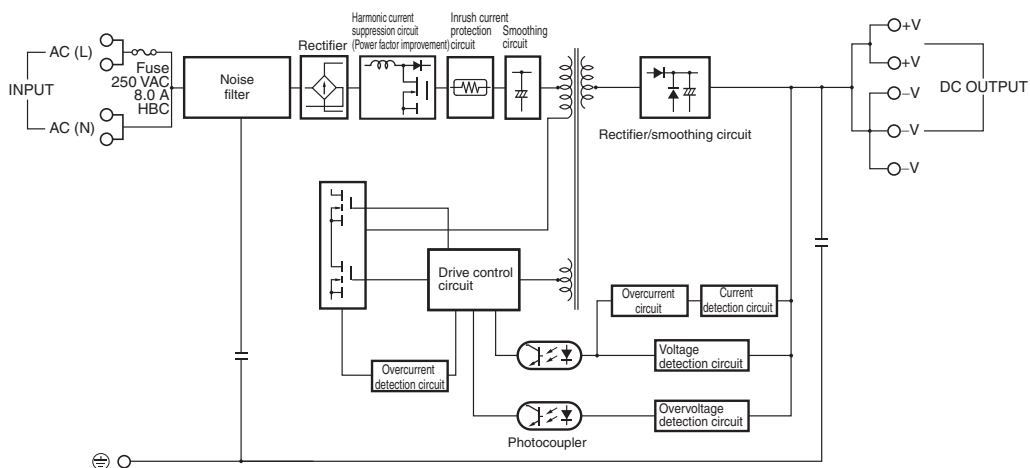 INPUT
AC (L)
AC (N)
Fuse
250 VAC
8.0 A
HBC
Noise
filter
Rectifier
Harmonic current
suppression circuit
(Power factor improvement)
Inrush current
protection
circuit
Smoothing
circuit
Rectifier/smoothing circuit
+V
+V
−V
−V
−V
DC OUTPUT
Drive control
circuit
Overcurrent
circuit
Current
detection circuit
Voltage
detection circuit
Overcurrent
detection circuit
Overvoltage
detection circuit
Photocoupler